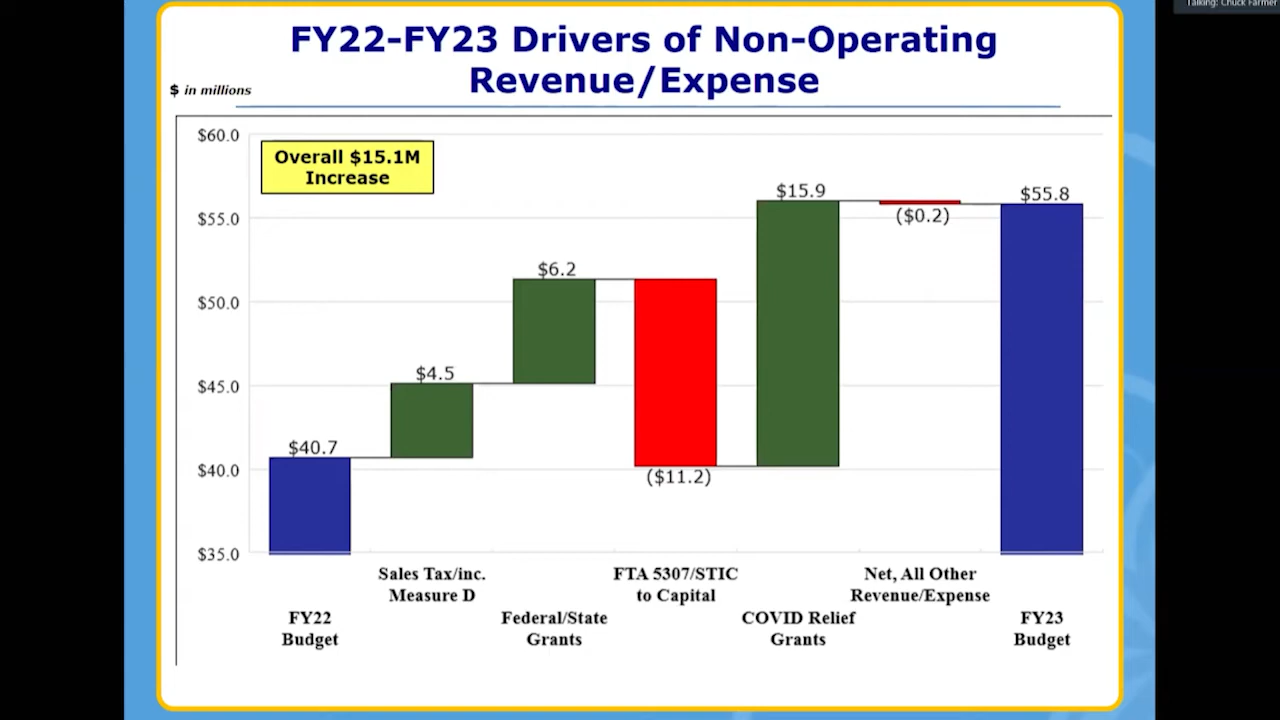 Talking: Chuck Farmer
FY22-FY23 Drivers of Non-Operating
Revenue/Expense
$ in millions
Overall $15.1M
Increase
$60.0
$55.0
$50.0
$45.0
$40.0
$35.0
$40.7
$4.5
$6.2
($11.2)
$15.9
($0.2)
$55.8
FY22
Budget
Sales Tax/inc.
Measure D
Federal/State
Grants
FTA 5307/STIC
to Capital
COVID Relief
Grants
Net, All Other
Revenue/Expense
FY23
Budget